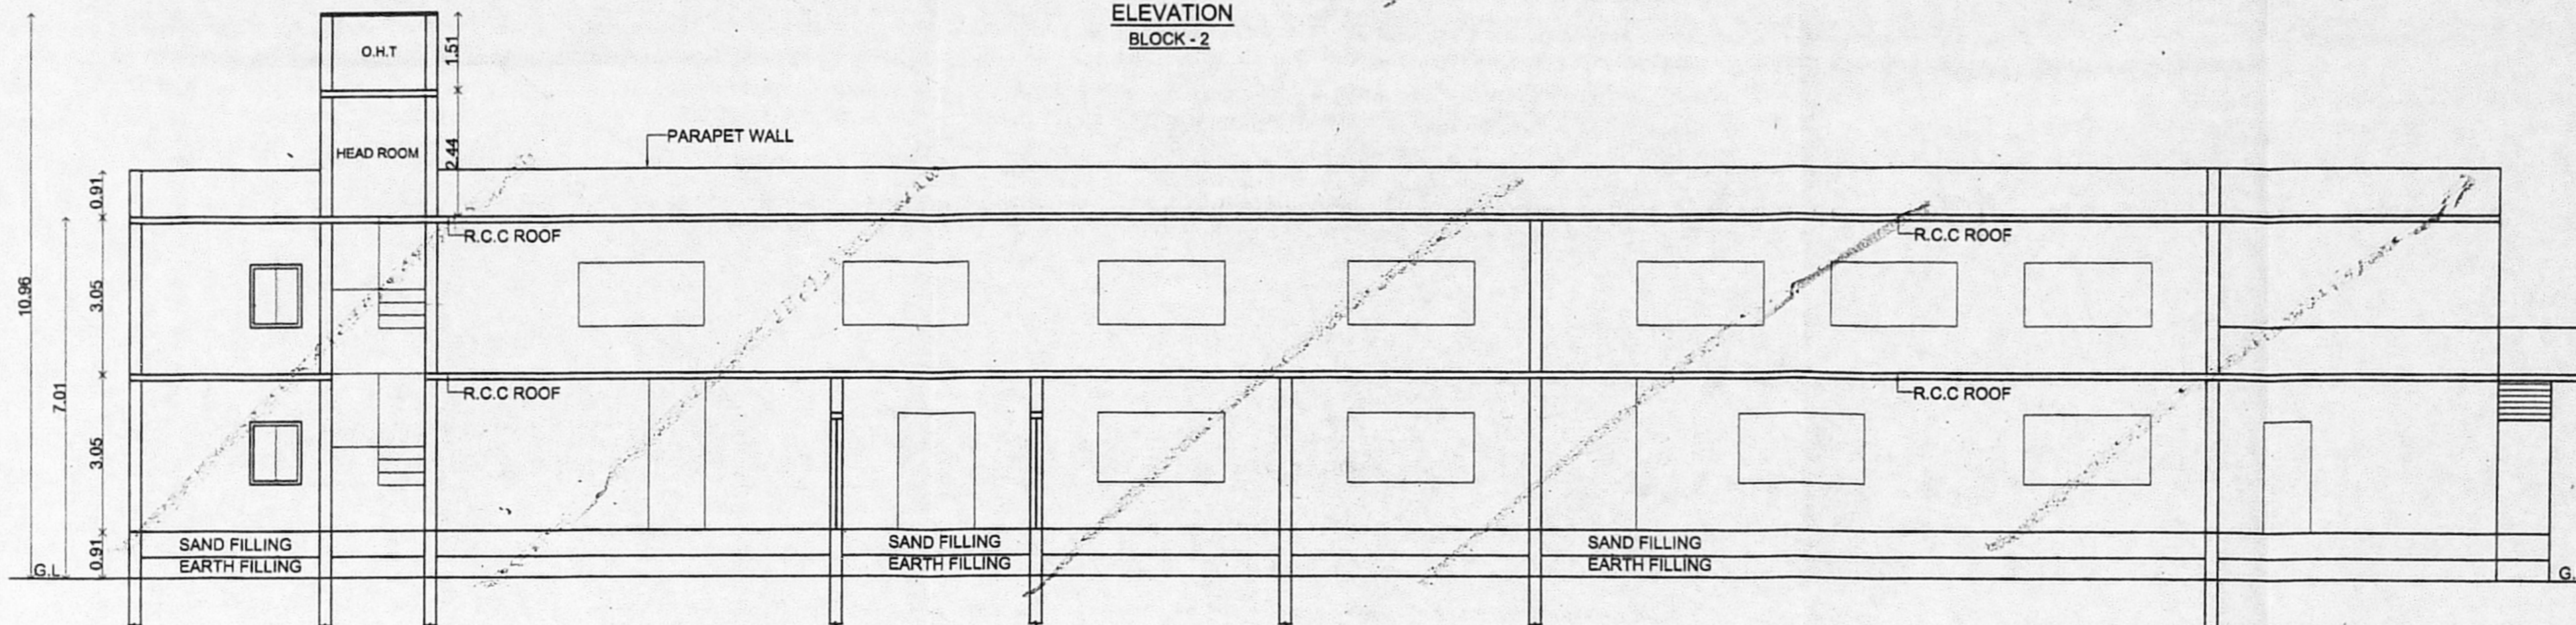 ELEVATION
BLOCK - 2
O.H.T
1.51
HEAD ROOM
2.44
PARAPET WALL
0.91
R.C.C ROOF
R.C.C ROOF
10.96
3.05
7.01
R.C.C ROOF
R.C.C ROOF
3.05
SAND FILLING
SAND FILLING
SAND FILLING
0.91
EARTH FILLING
EARTH FILLING
EARTH FILLING
G.L
G.